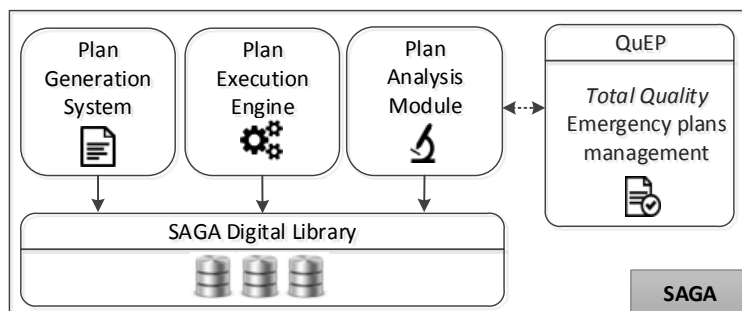 Plan
Generation
System
Plan
Execution
Engine
Plan
Analysis
Module
QuEP
Total Quality
Emergency plans
management
SAGA Digital Library
SAGA